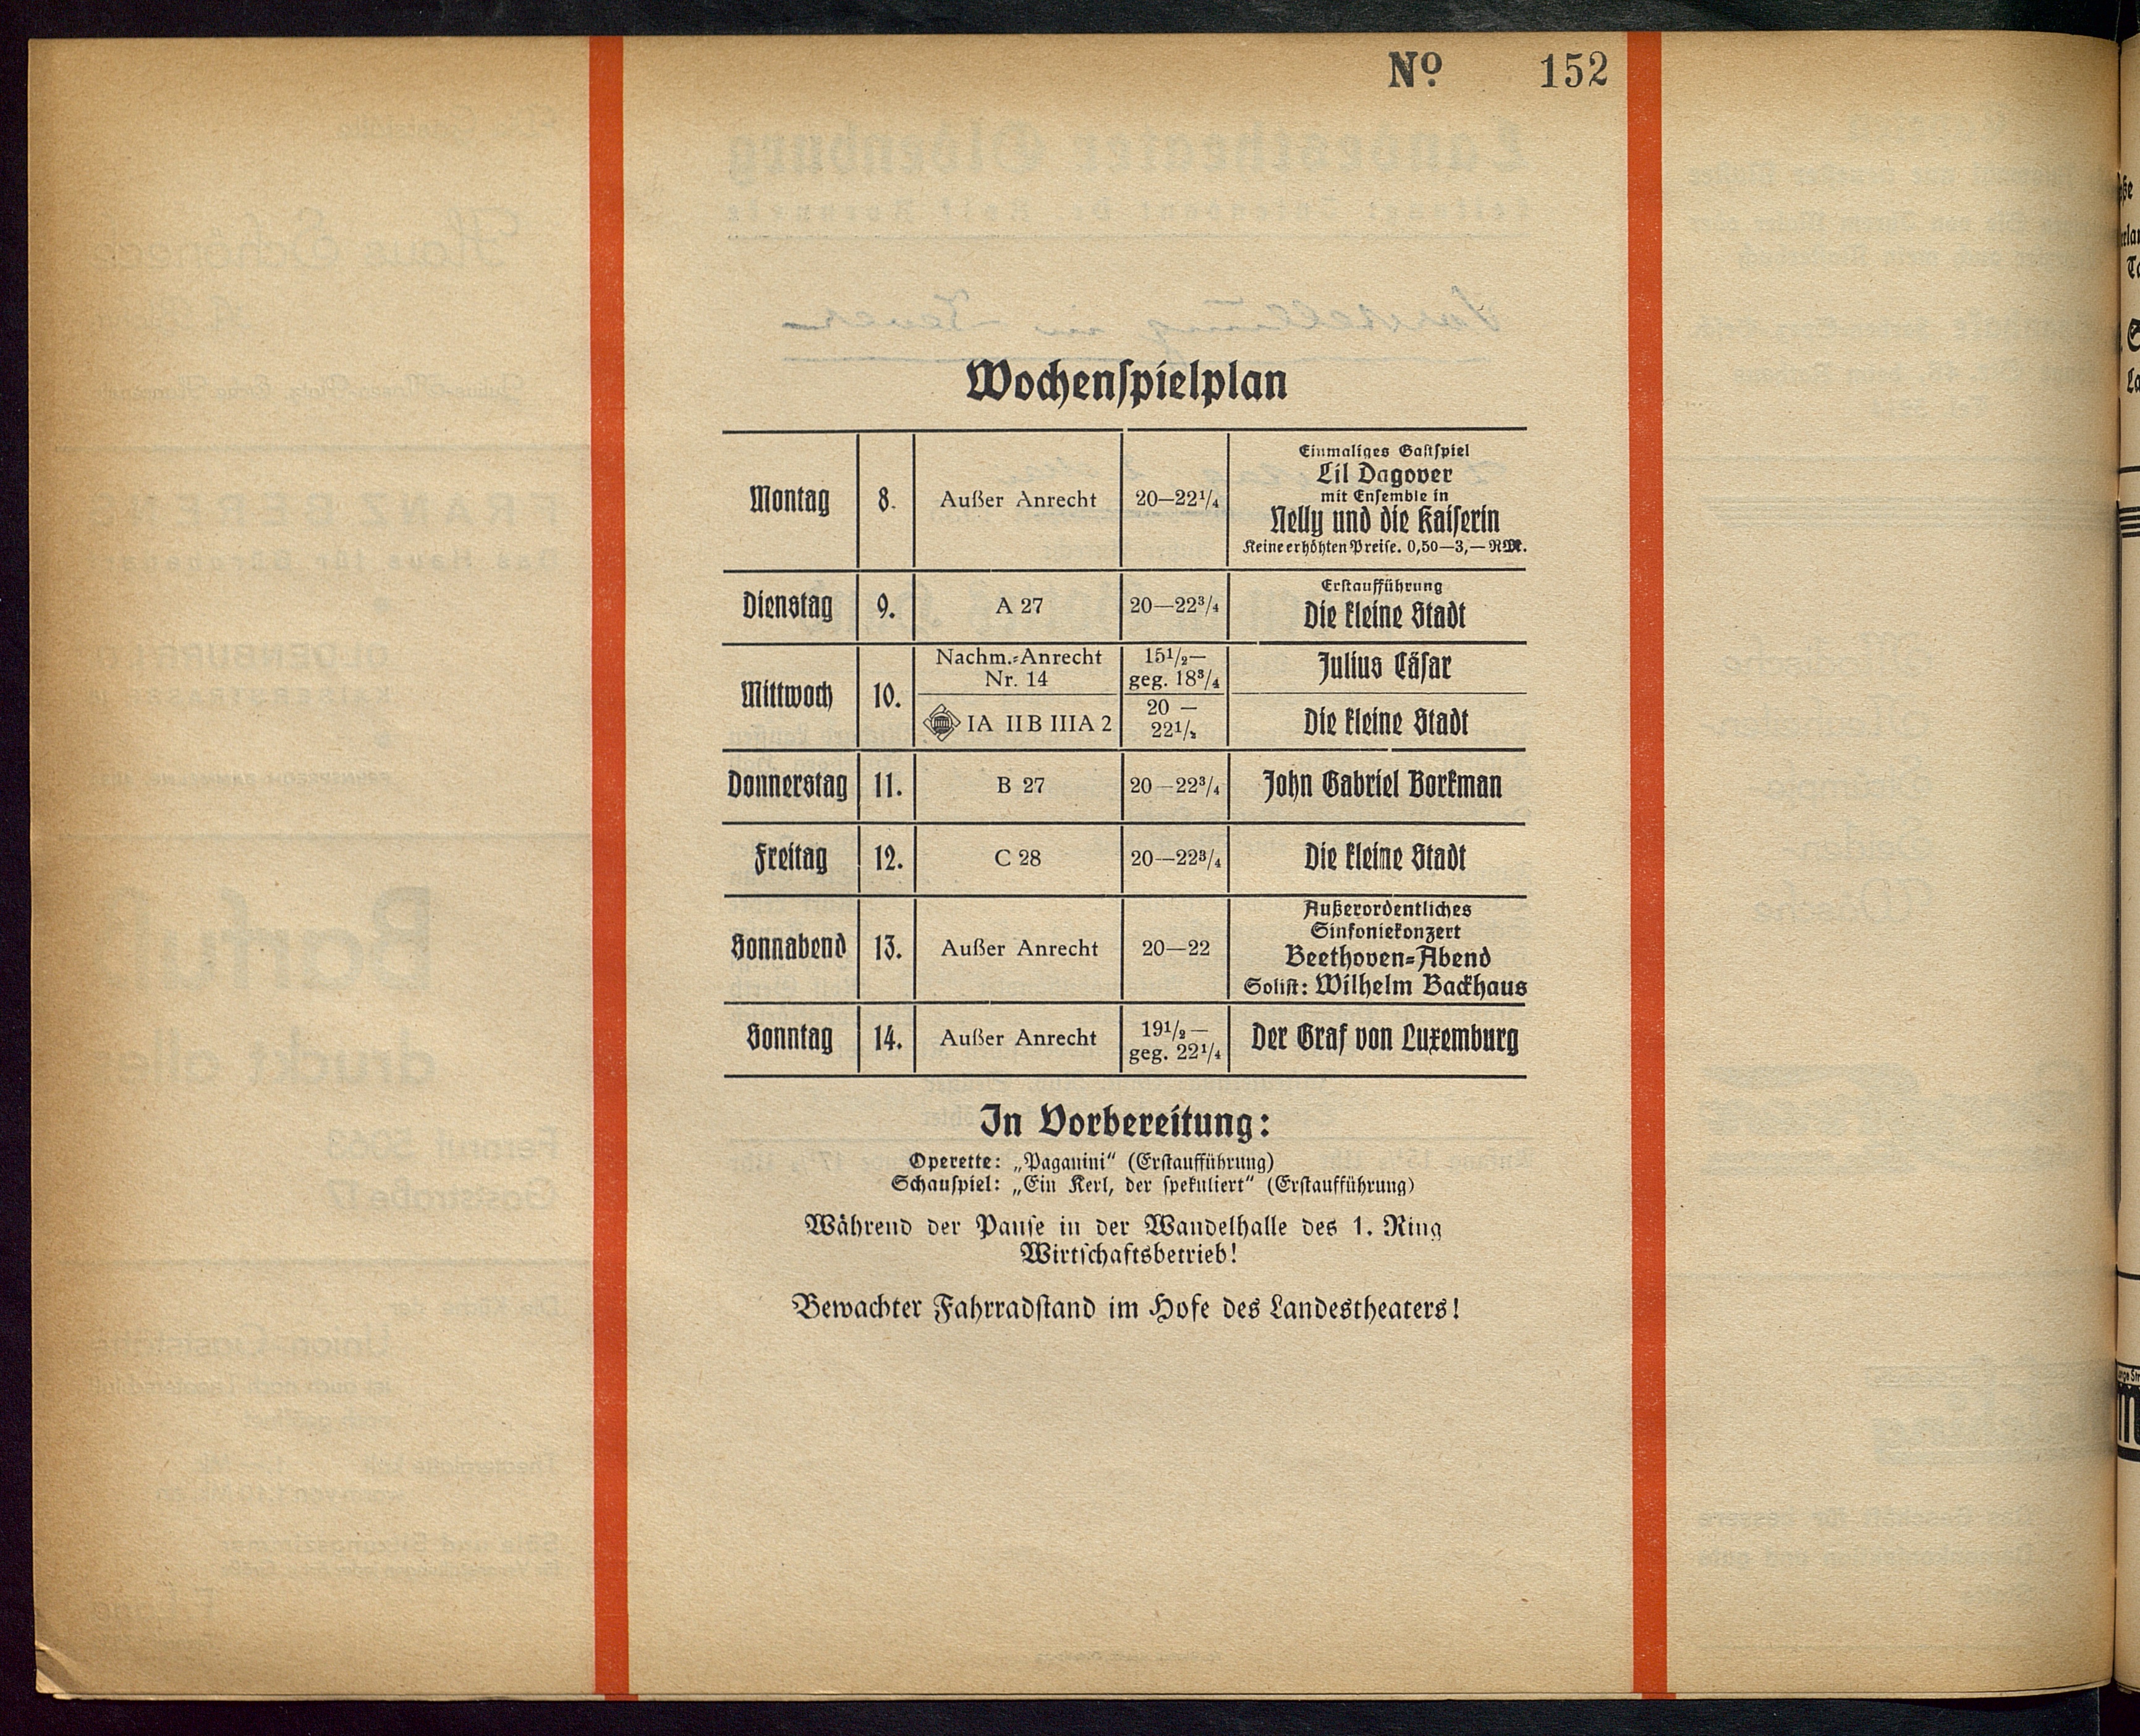 No. 152
Wochenspielplan
Montag 8. Außer Anrecht 20—22¹/₄
Einmaliges Gastspiel
Lil Dagover
mit Ensemble in
Nelly und die Kaiserin
Keine erhöhten Preise. 0,50—3,— RM.
Dienstag 9. A 27 20—22³/₄
Erstaufführung
Die kleine Stadt
Mittwoch 10.
Nachm.-Anrecht
Nr. 14
15¹/₂—
geg. 18³/₄
Julius Cäsar
IA IIB IIIA 2
20 —
22¹/₂
Die kleine Stadt
Donnerstag 11. B 27 20—22³/₄ John Gabriel Borkman
Freitag 12. C 28 20—22³/₄ Die kleine Stadt
Sonnabend 13. Außer Anrecht 20—22
Außerordentliches
Sinfoniekonzert
Beethoven-Abend
Solist: Wilhelm Backhaus
Sonntag 14. Außer Anrecht
19¹/₂—
geg. 22¹/₄
Der Graf von Luxemburg
In Vorbereitung:
Operette: „Paganini“ (Erstaufführung)
Schauspiel: „Ein Kerl, der spekuliert“ (Erstaufführung)
Während der Pause in der Wandelhalle des 1. Ring
Wirtschaftsbetrieb!
Bewachter Fahrradstand im Hofe des Landestheaters!